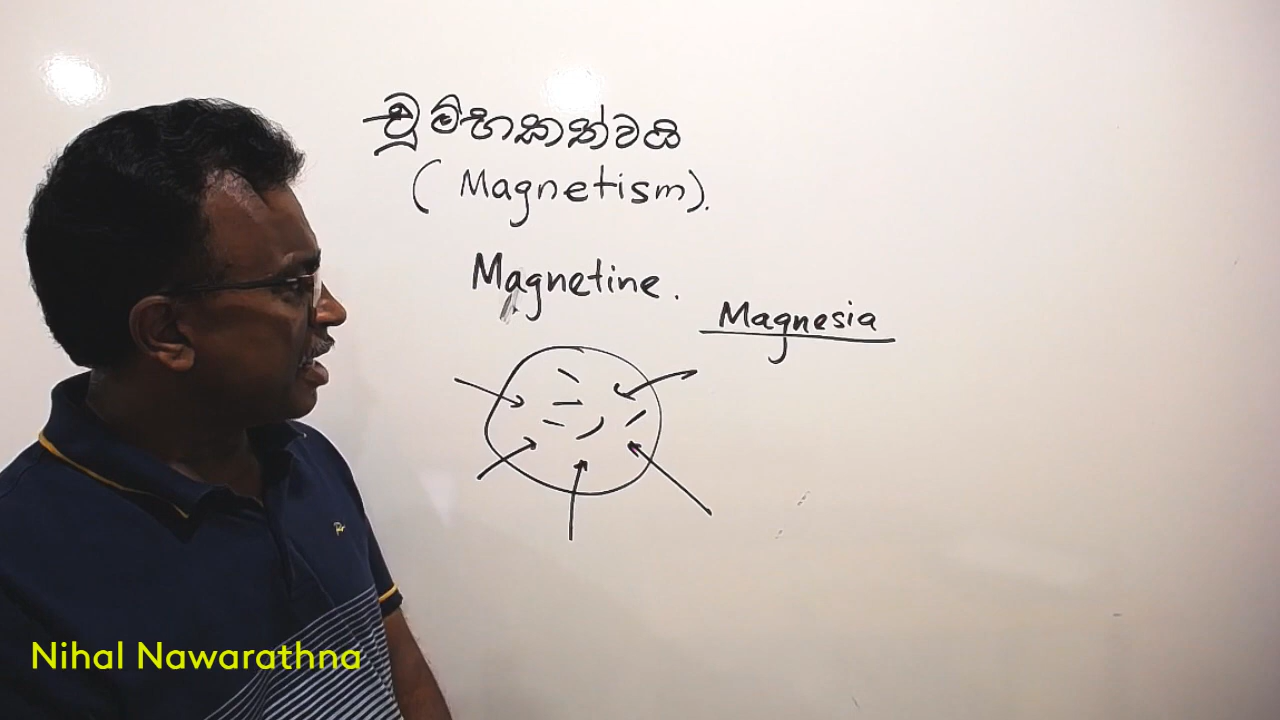 චුම්භකත්වය
(Magnetism).
Magnetine.
Magnesia
Nihal Nawarathna